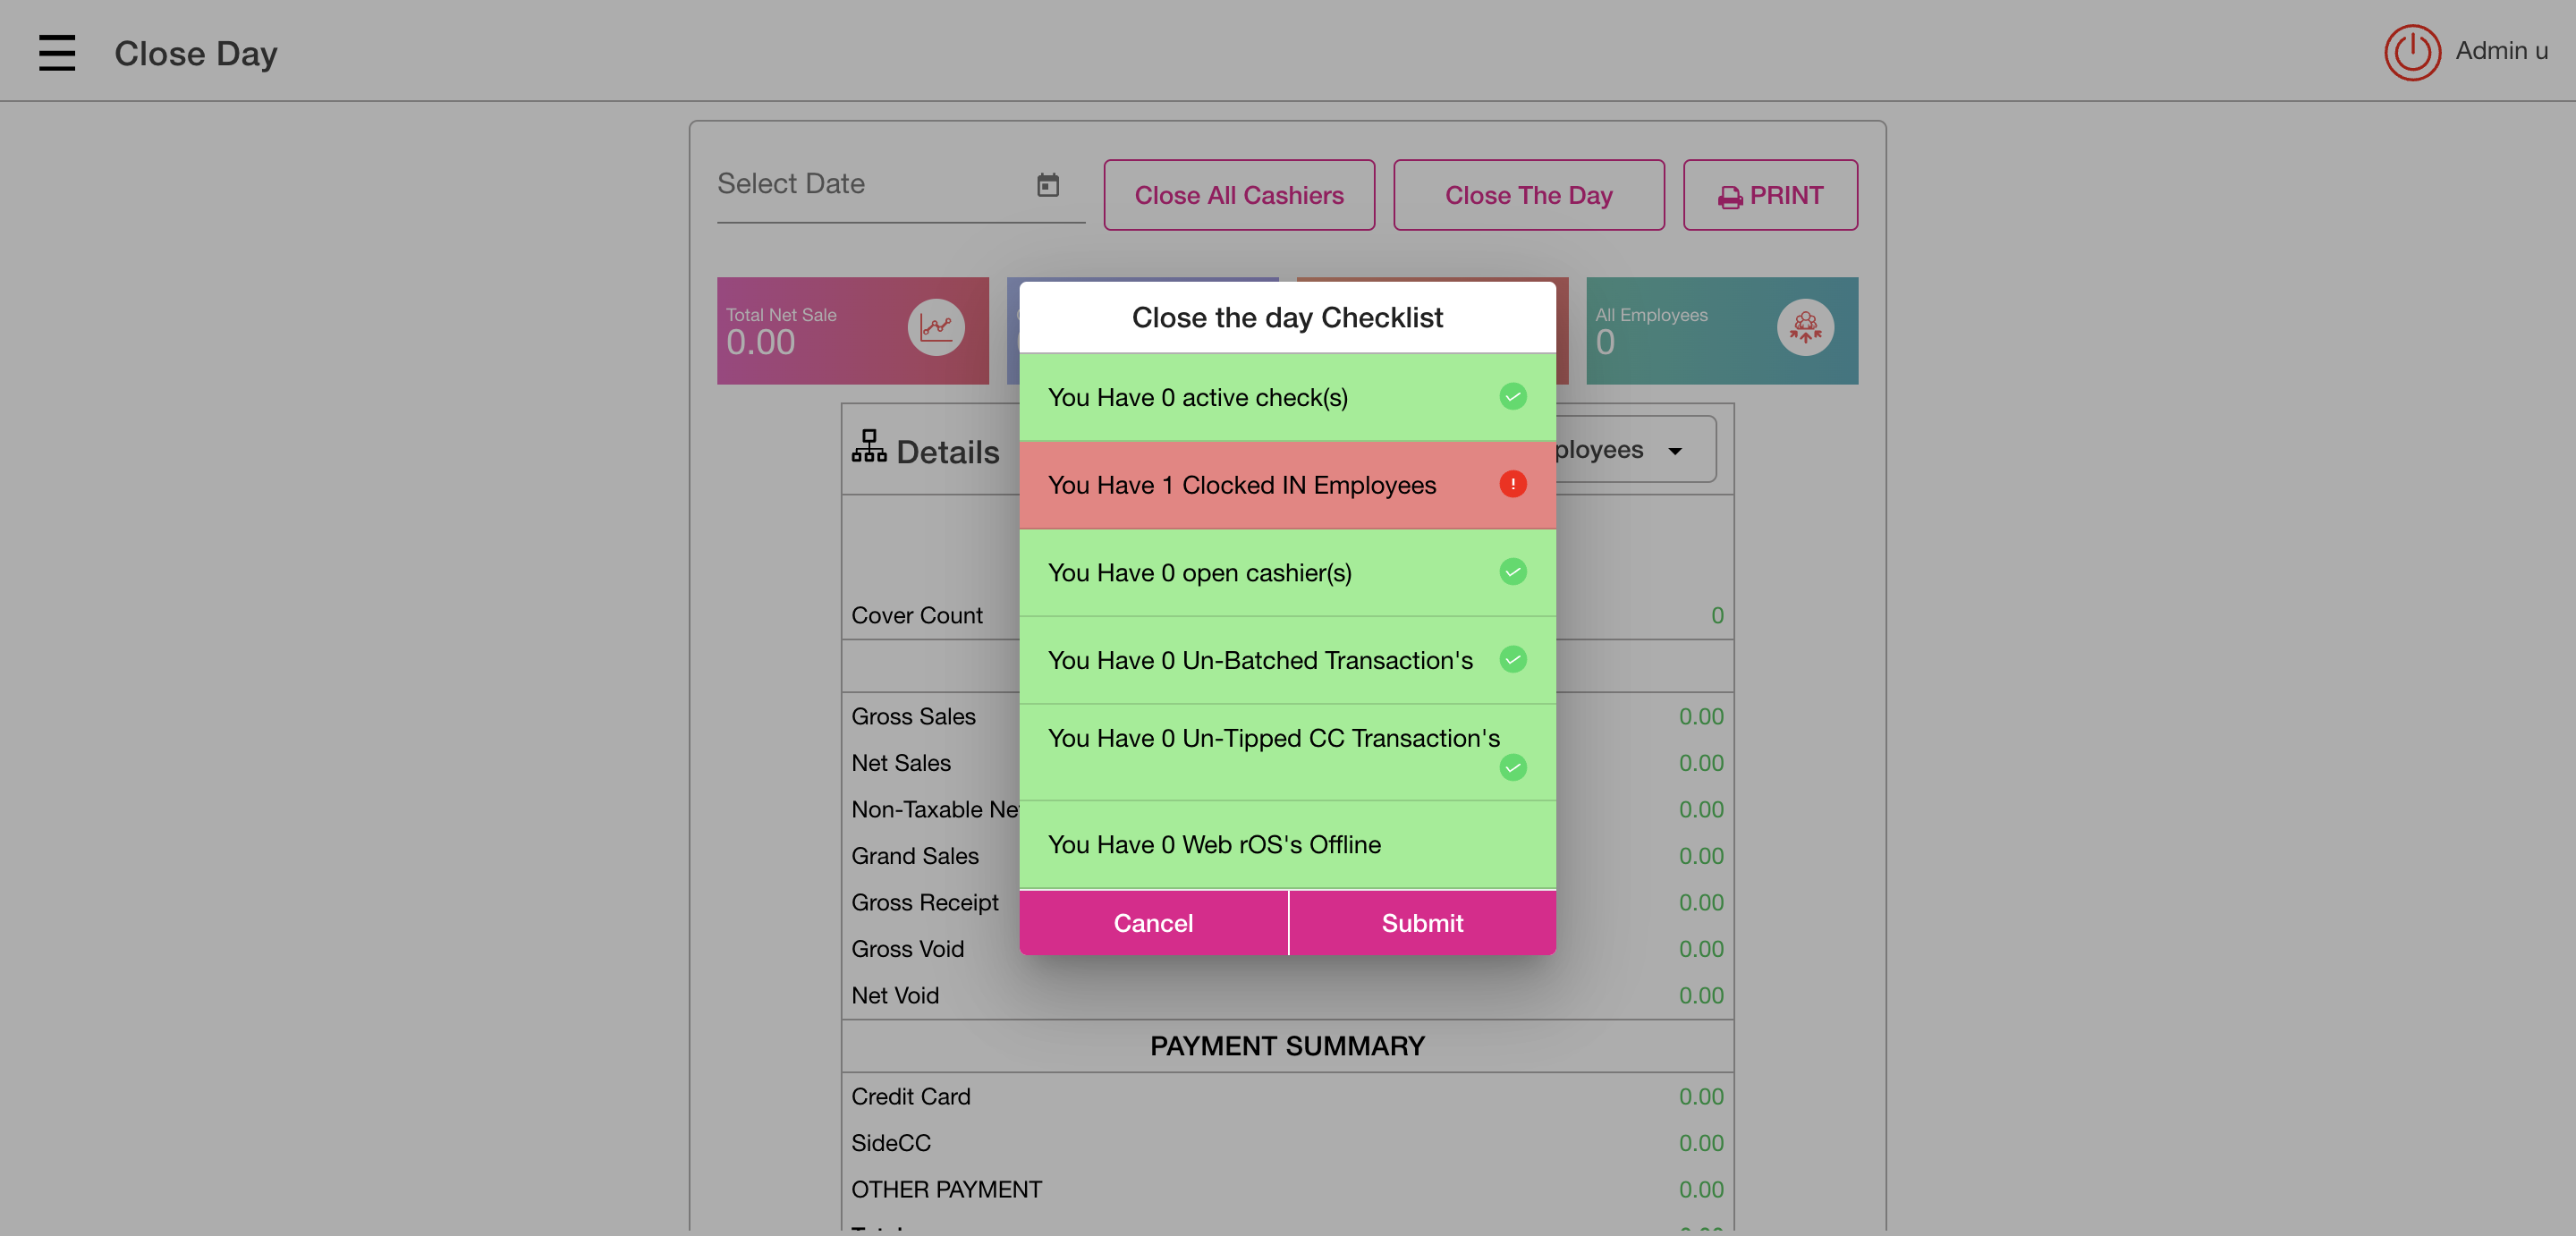 Close Day
Admin u
Select Date
Close All Cashiers
Close The Day
PRINT
Total Net Sale
0.00
All Employees
0
Close the day Checklist
You Have 0 active check(s)
You Have 1 Clocked IN Employees
You Have 0 open cashier(s)
You Have 0 Un-Batched Transaction's
You Have 0 Un-Tipped CC Transaction's
You Have 0 Web rOS's Offline
Cancel
Submit
Details
ployees
Cover Count 0
Gross Sales 0.00
Net Sales 0.00
Non-Taxable Ne 0.00
Grand Sales 0.00
Gross Receipt 0.00
Gross Void 0.00
Net Void 0.00
PAYMENT SUMMARY
Credit Card 0.00
SideCC 0.00
OTHER PAYMENT 0.00